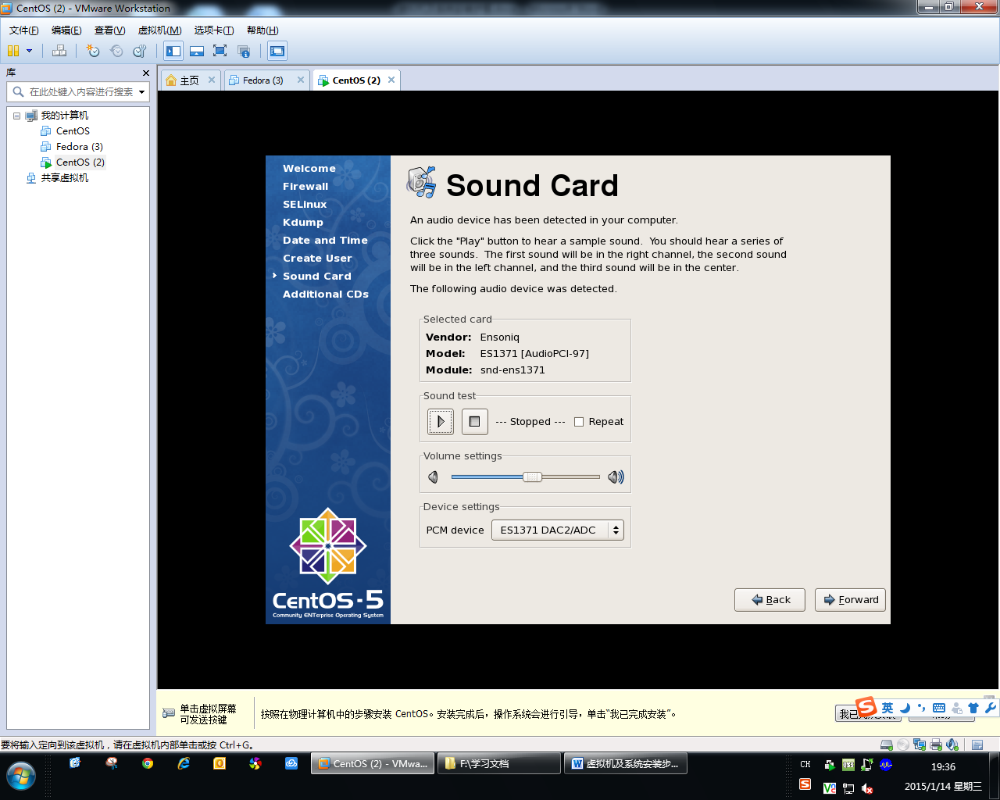 CentOS (2) - VMware Workstation
文件(F) 编辑(E) 查看(V) 虚拟机(M) 选项卡(T) 帮助(H)
库
在此处键入内容进行搜索
我的计算机
CentOS
Fedora (3)
CentOS (2)
共享虚拟机
主页 Fedora (3) CentOS (2)
Welcome
Firewall
SELinux
Kdump
Date and Time
Create User
Sound Card
Additional CDs
CentOS-5
Community ENTerprise Operating System
Sound Card
An audio device has been detected in your computer.
Click the "Play" button to hear a sample sound.  You should hear a series of
three sounds.  The first sound will be in the right channel, the second sound
will be in the left channel, and the third sound will be in the center.
The following audio device was detected.
Selected card
Vendor: Ensoniq
Model: ES1371 [AudioPCI-97]
Module: snd-ens1371
Sound test
--- Stopped --- Repeat
Volume settings
Device settings
PCM device ES1371 DAC2/ADC
Back Forward
单击虚拟屏幕
可发送按键
按照在物理计算机中的步骤安装 CentOS。安装完成后，操作系统会进行引导，单击“我已完成安装”。
英
要将输入定向到该虚拟机，请在虚拟机内部单击或按 Ctrl+G。
CentOS (2) - VMwa... F:\学习文档 虚拟机及系统安装步...
CH
19:36
2015/1/14 星期三